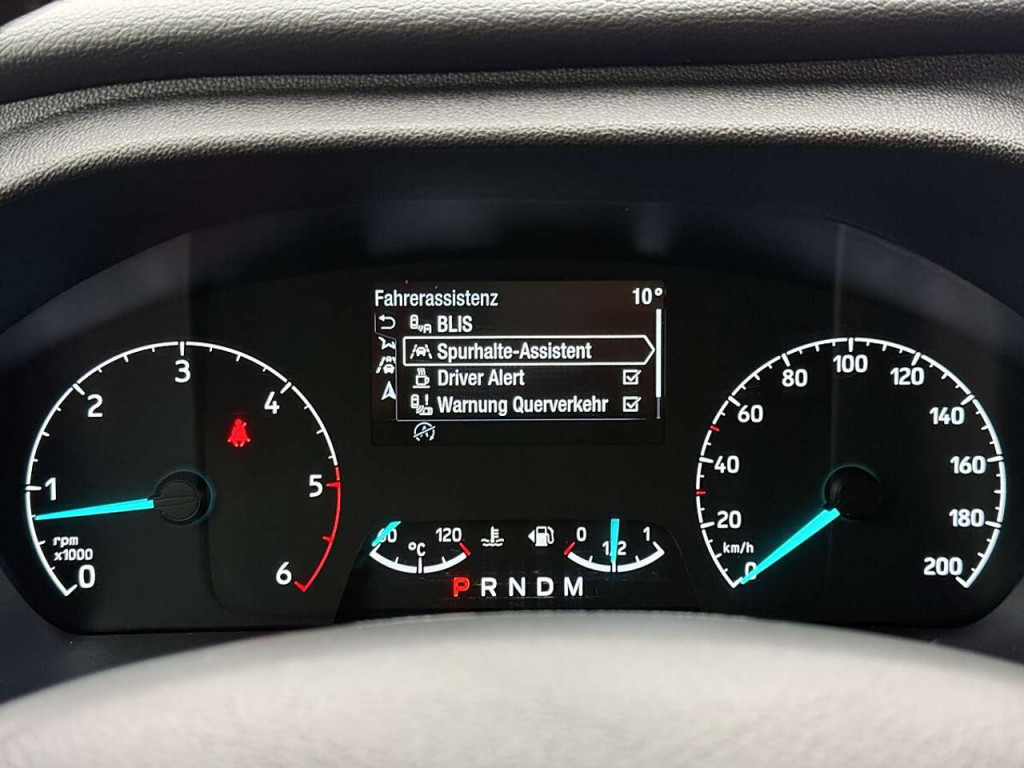 Fahrerassistenz 10°
BLIS
Spurhalte-Assistent
Driver Alert
Warnung Querverkehr
0
1
2
3
4
5
6
rpm
x1000
120
°C
0
1
P R N D M
0
20
40
60
80
100
120
140
160
180
200
km/h